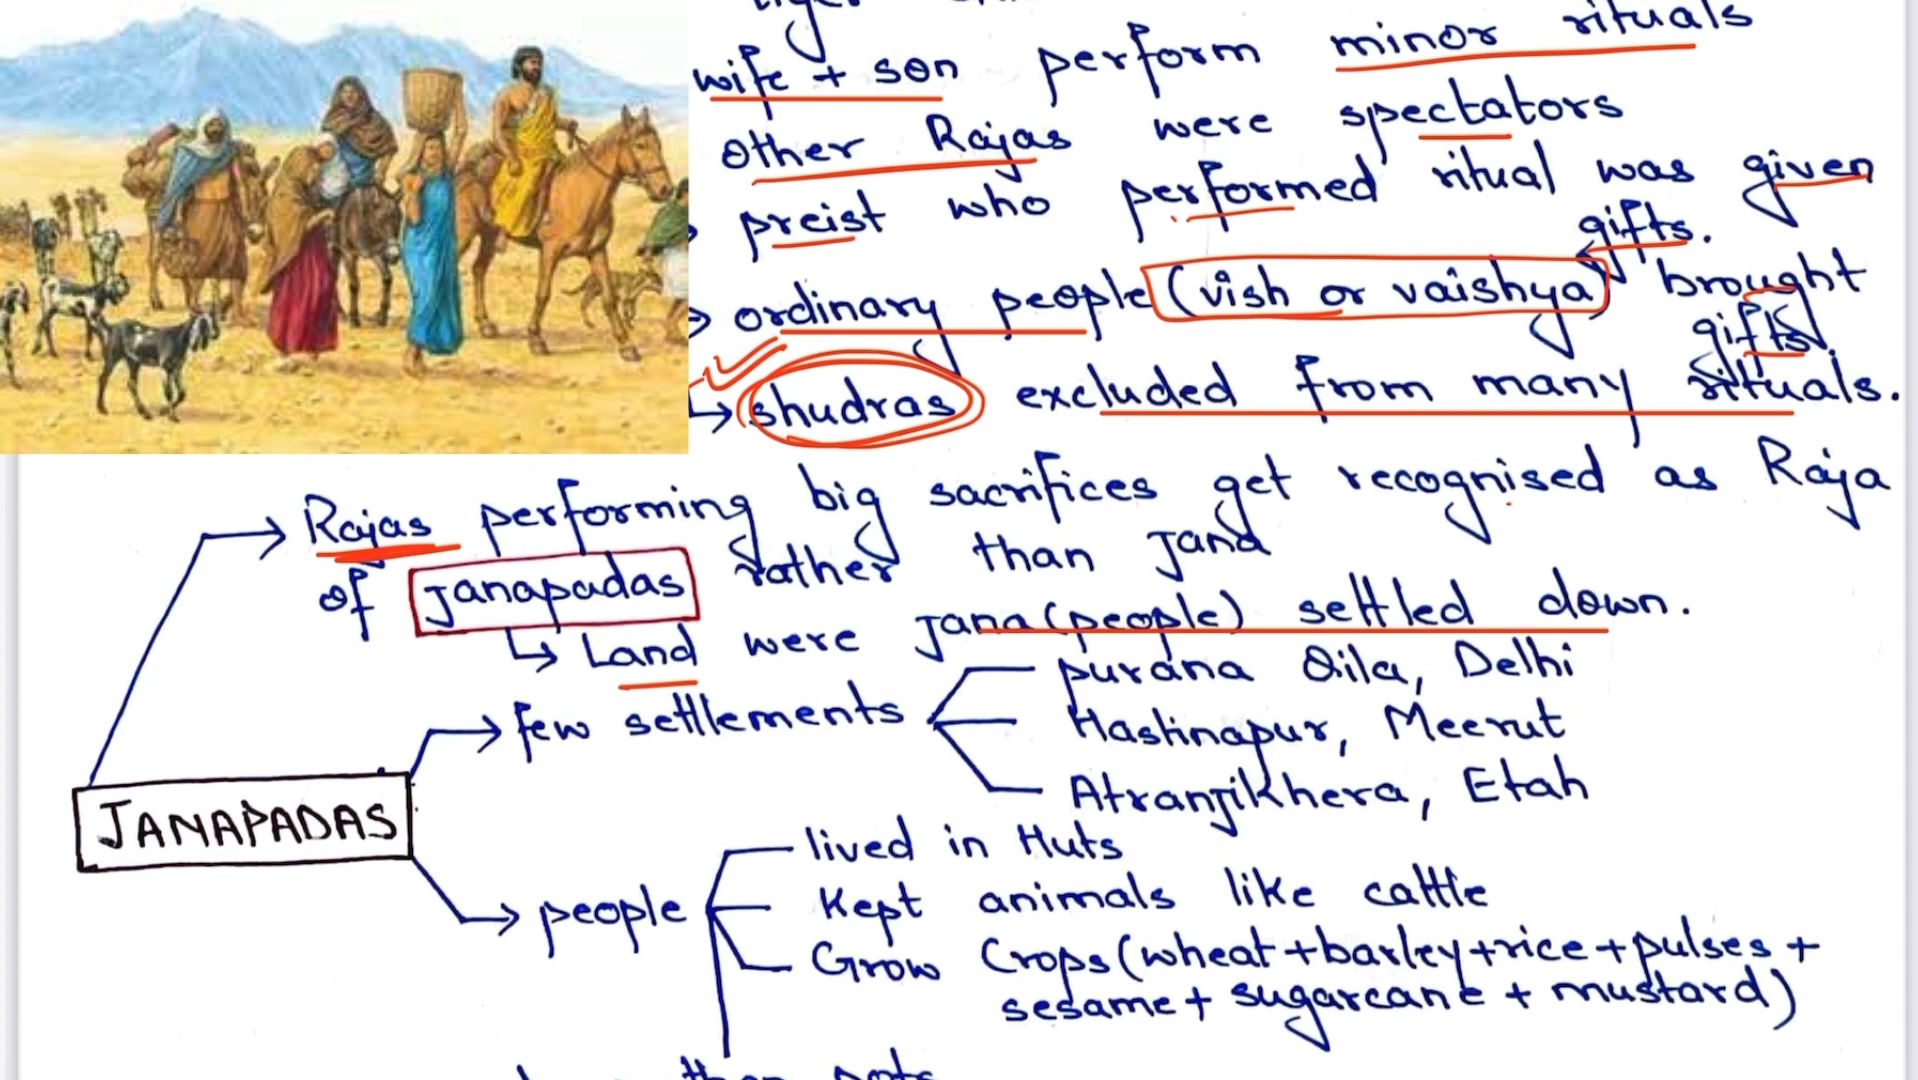 wife + son perform minor rituals
other Rajas were spectators
preist who performed ritual was given
gifts.
ordinary people (vish or vaishya) brought
gifts.
shudras excluded from many rituals.
Rajas performing big sacrifices get recognised as Raja
of Janapadas rather than Jana
Land were Jana (people) settled down.
few settlements
purana Qila, Delhi
Hastinapur, Meerut
Atranjikhera, Etah
JANAPADAS
people
lived in Huts
Kept animals like cattle
Grow Crops (wheat + barley + rice + pulses +
sesame + sugarcane + mustard)